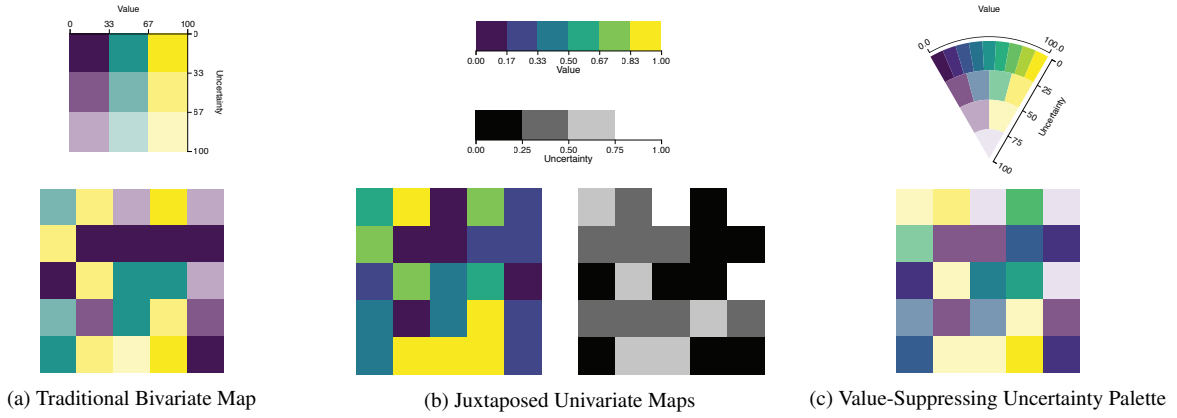 Value
0 33 67 100
0
33
67
100
Uncertainty
(a) Traditional Bivariate Map
0.00 0.17 0.33 0.50 0.67 0.83 1.00
Value
0.00 0.25 0.50 0.75 1.00
Uncertainty
(b) Juxtaposed Univariate Maps
Value
0.0 100.0
0
25
50
75
100
Uncertainty
(c) Value-Suppressing Uncertainty Palette